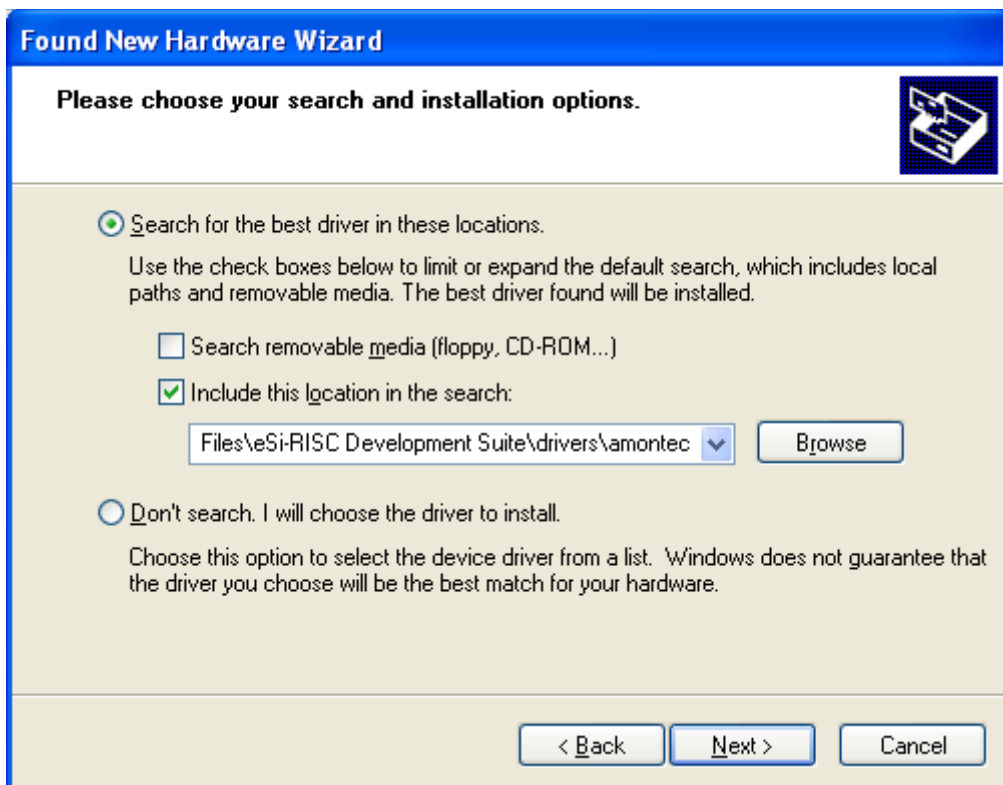 Found New Hardware Wizard
Please choose your search and installation options.
Search for the best driver in these locations.
Use the check boxes below to limit or expand the default search, which includes local
paths and removable media. The best driver found will be installed.
Search removable media (floppy, CD-ROM...)
Include this location in the search:
Files\eSi-RISC Development Suite\drivers\amontec
Browse
Don't search. I will choose the driver to install.
Choose this option to select the device driver from a list. Windows does not guarantee that
the driver you choose will be the best match for your hardware.
< Back
Next >
Cancel